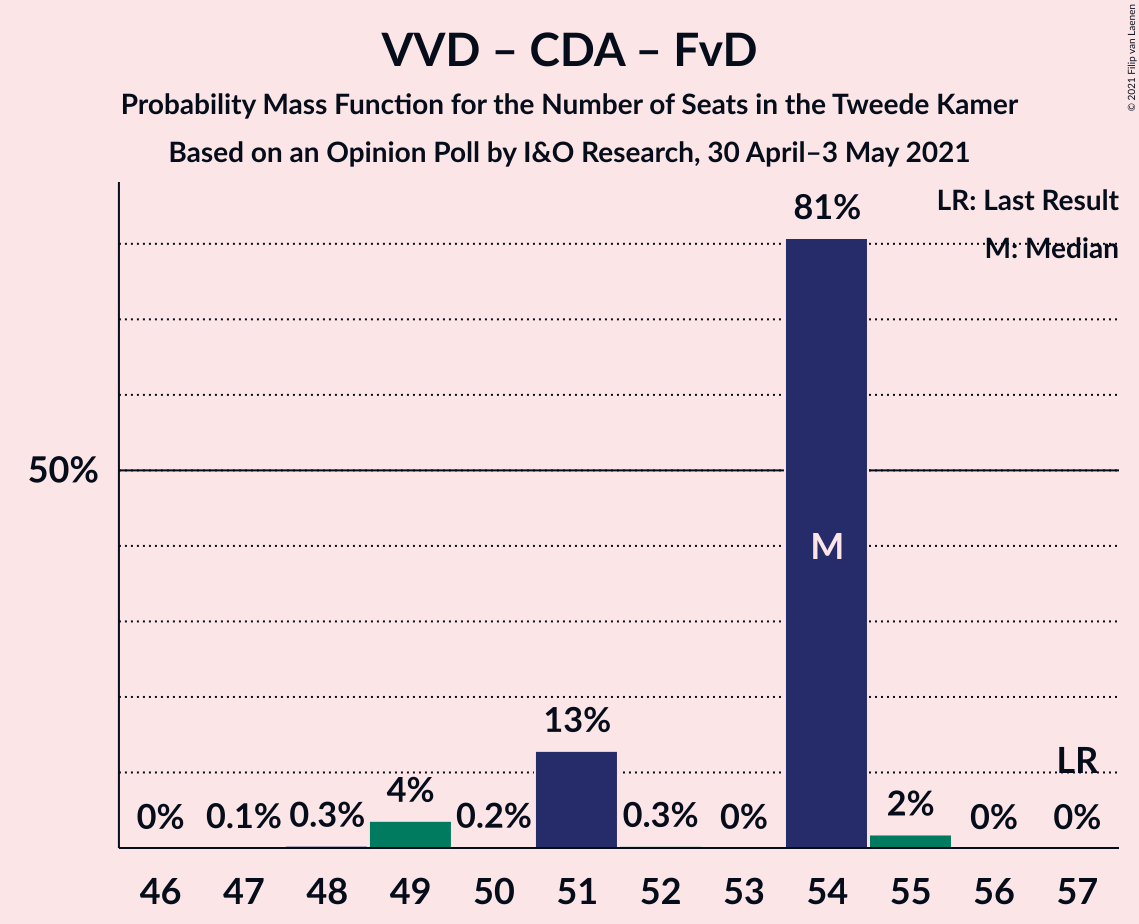 VVD – CDA – FvD
Probability Mass Function for the Number of Seats in the Tweede Kamer
Based on an Opinion Poll by I&O Research, 30 April–3 May 2021
© 2021 Filip van Laenen
LR: Last Result
M: Median
50%
0%
0.1%
0.3%
4%
0.2%
13%
0.3%
0%
81%
M
2%
0%
LR
0%
46 47 48 49 50 51 52 53 54 55 56 57